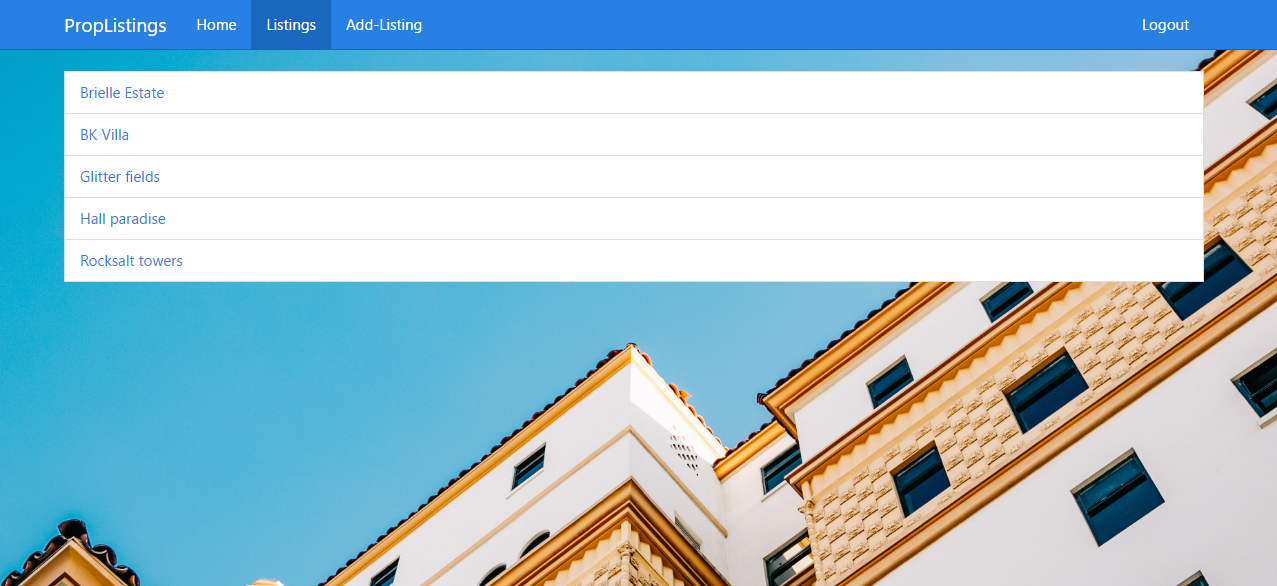 PropListings Home Listings Add-Listing Logout
Brielle Estate
BK Villa
Glitter fields
Hall paradise
Rocksalt towers